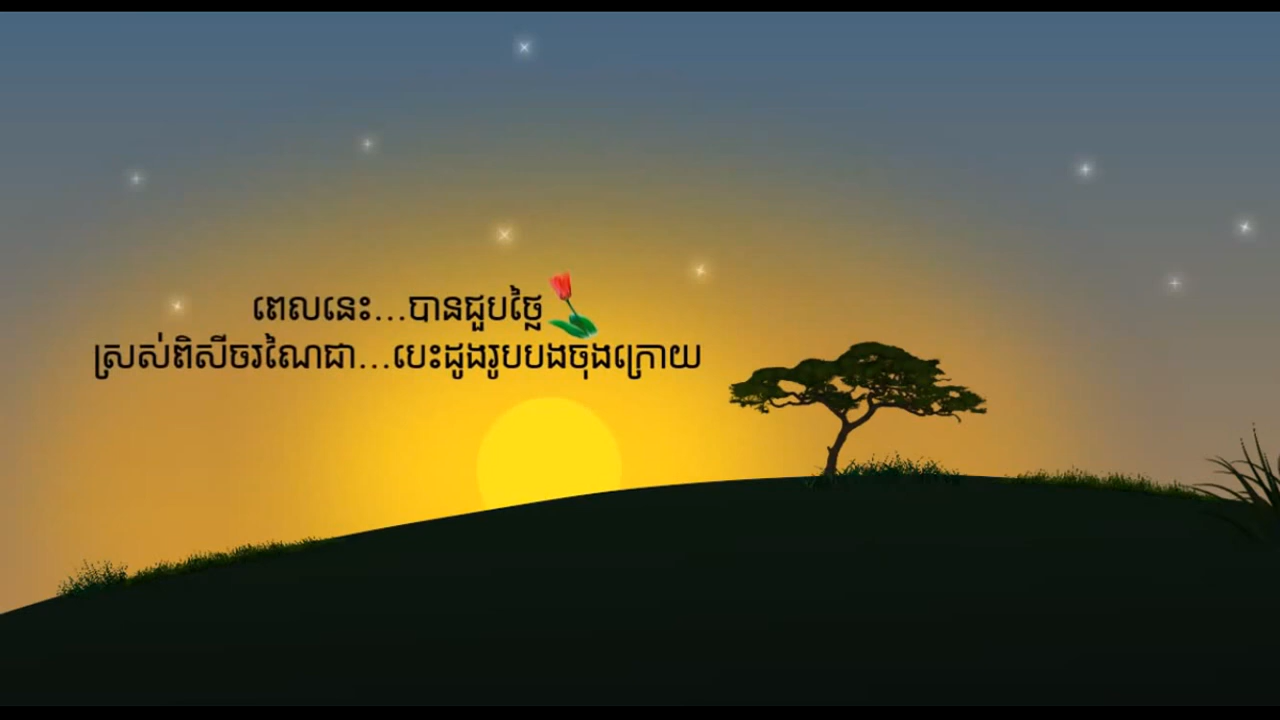 ពេលនេះ...បានជួបថ្លៃ
ស្រស់ពិសីចរណៃជា...បេះដូងរូបបងចុងក្រោយ